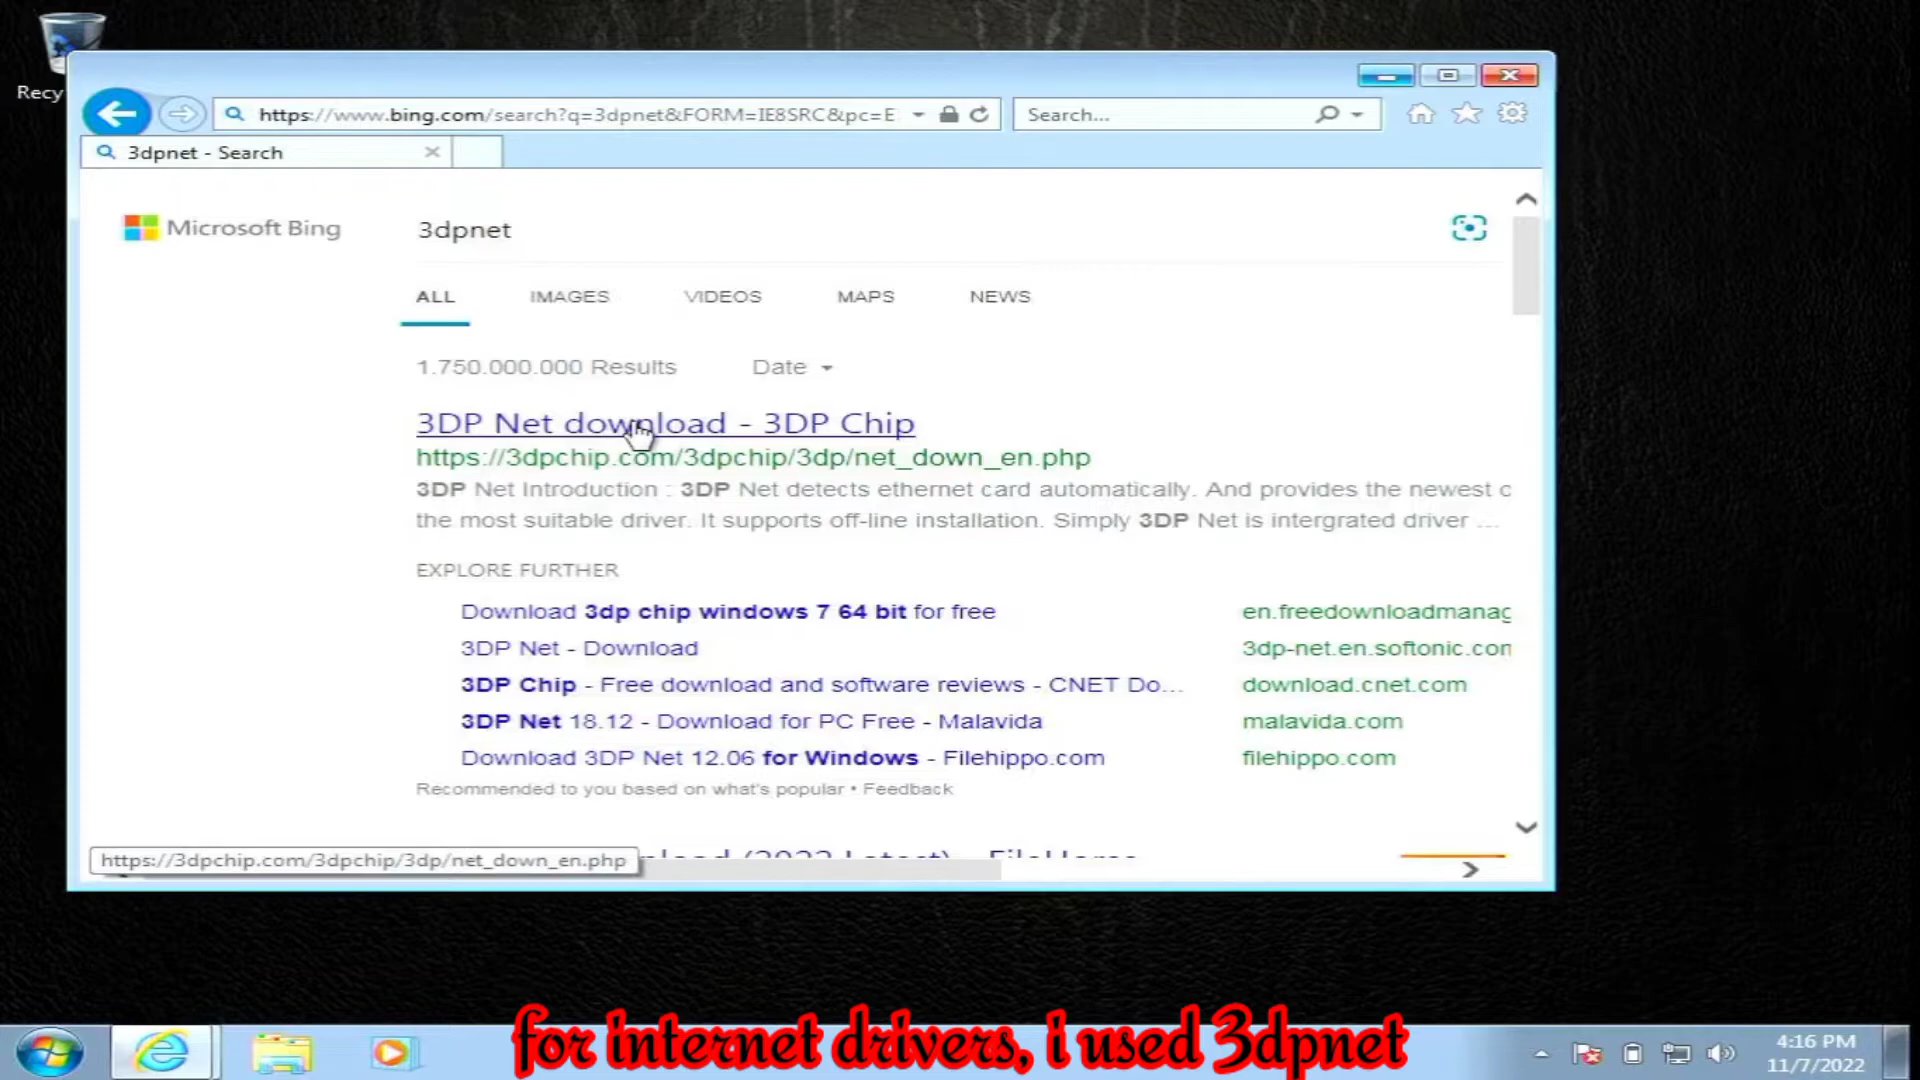 Recy
https://www.bing.com/search?q=3dpnet&FORM=IE8SRC&pc=E
Search...
3dpnet - Search
Microsoft Bing
3dpnet
ALL IMAGES VIDEOS MAPS NEWS
1.750.000.000 Results Date
3DP Net download - 3DP Chip
https://3dpchip.com/3dpchip/3dp/net_down_en.php
3DP Net Introduction : 3DP Net detects ethernet card automatically. And provides the newest c
the most suitable driver. It supports off-line installation. Simply 3DP Net is intergrated driver ...
EXPLORE FURTHER
Download 3dp chip windows 7 64 bit for free en.freedownloadmanag
3DP Net - Download 3dp-net.en.softonic.con
3DP Chip - Free download and software reviews - CNET Do... download.cnet.com
3DP Net 18.12 - Download for PC Free - Malavida malavida.com
Download 3DP Net 12.06 for Windows - Filehippo.com filehippo.com
Recommended to you based on what's popular • Feedback
https://3dpchip.com/3dpchip/3dp/net_down_en.php
for internet drivers, i used 3dpnet
4:16 PM
11/7/2022